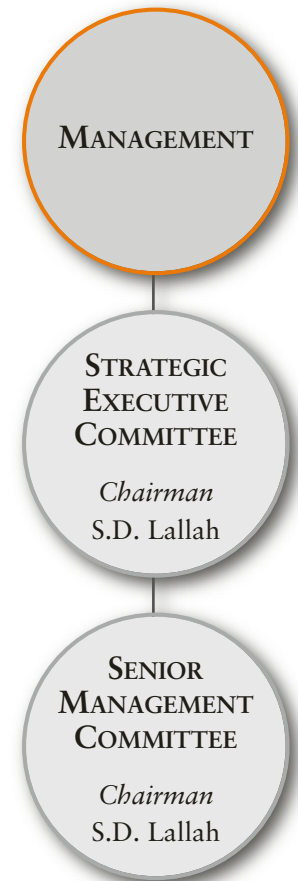 MANAGEMENT
STRATEGIC
EXECUTIVE
COMMITTEE
Chairman
S.D. Lallah
SENIOR
MANAGEMENT
COMMITTEE
Chairman
S.D. Lallah